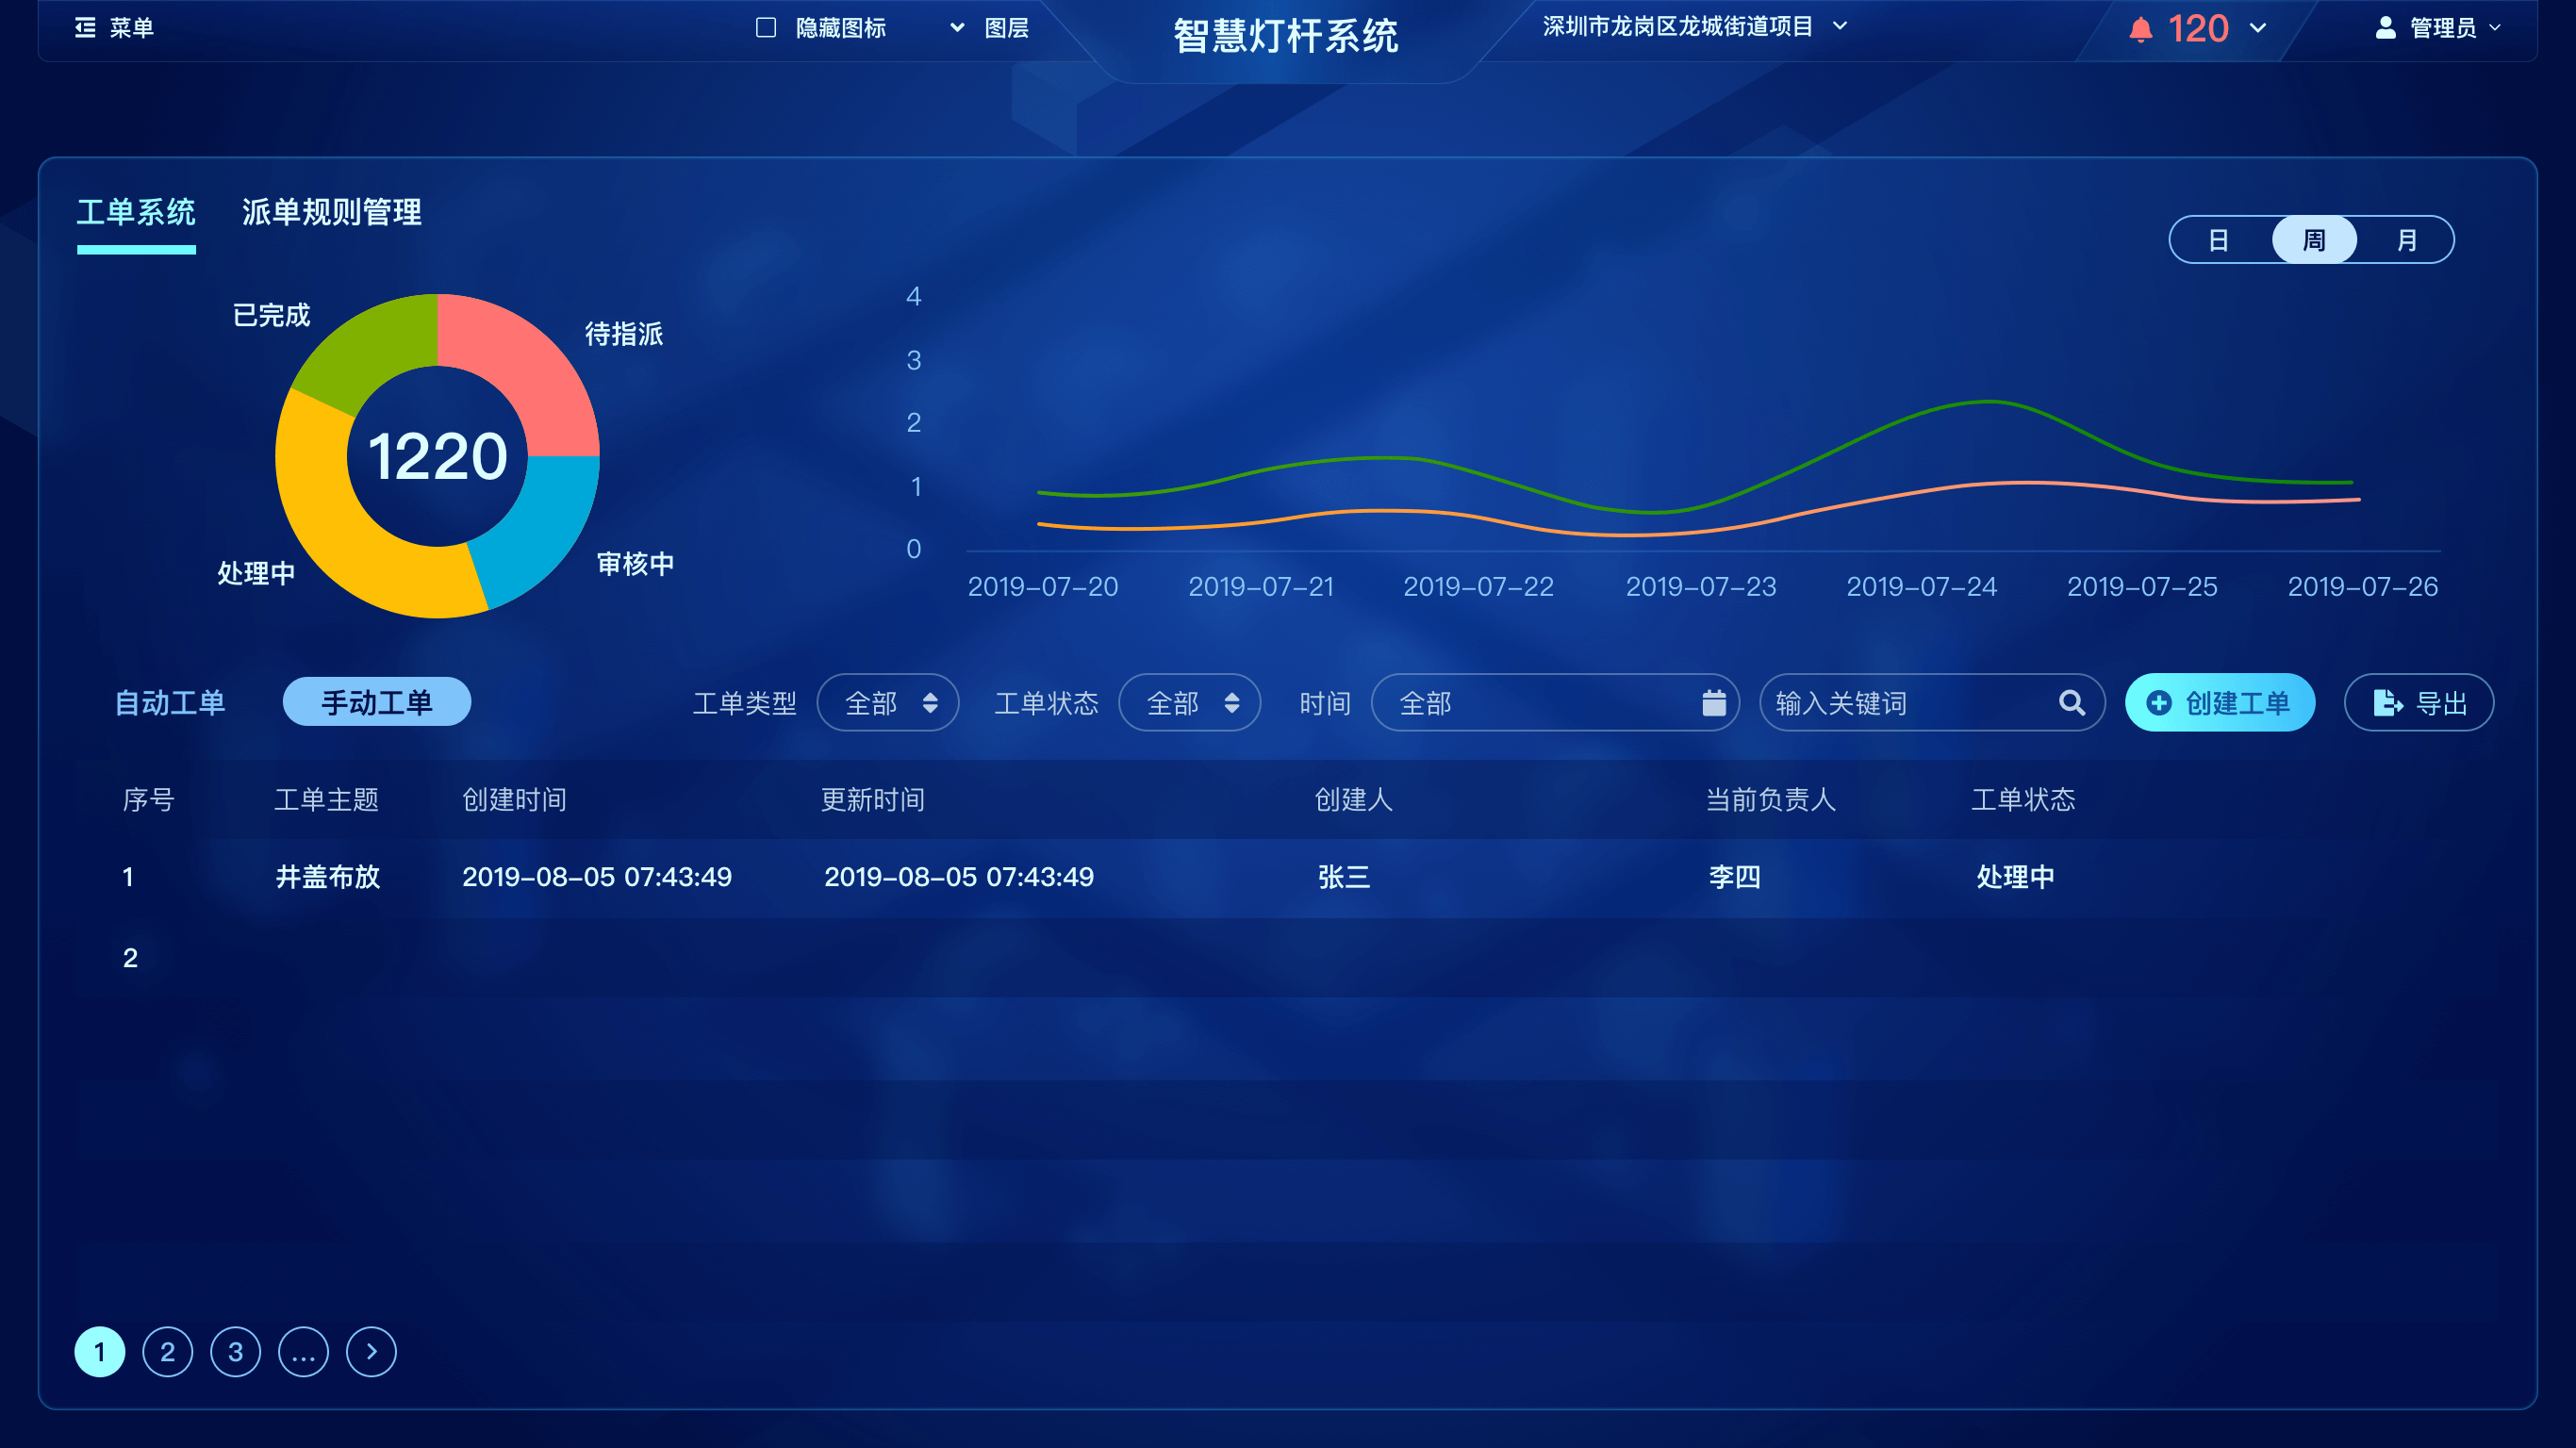 菜单
隐藏图标
图层
智慧灯杆系统
深圳市龙岗区龙城街道项目
120
管理员
工单系统
派单规则管理
日
周
月
已完成
待指派
1220
处理中
审核中
4
3
2
1
0
2019-07-20
2019-07-21
2019-07-22
2019-07-23
2019-07-24
2019-07-25
2019-07-26
自动工单
手动工单
工单类型
全部
工单状态
全部
时间
全部
输入关键词
创建工单
导出
序号
工单主题
创建时间
更新时间
创建人
当前负责人
工单状态
1
井盖布放
2019-08-05 07:43:49
2019-08-05 07:43:49
张三
李四
处理中
2
1
2
3
...